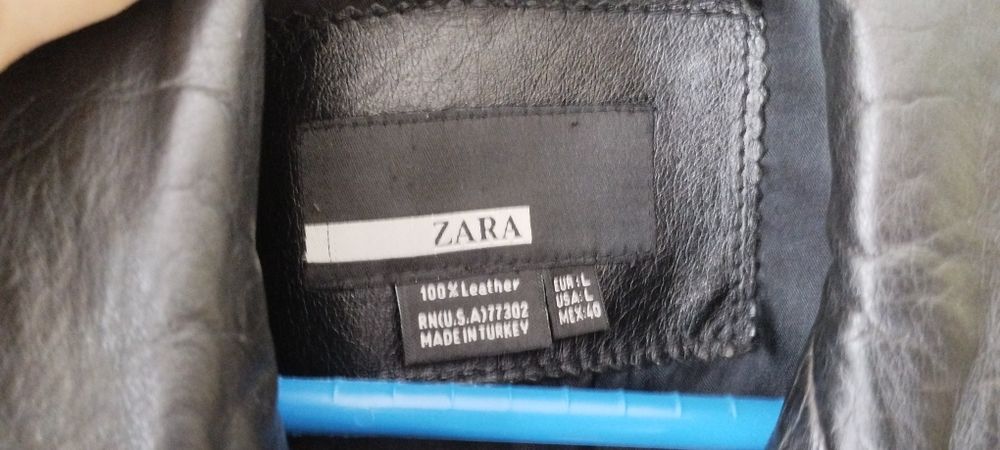 ZARA
100%Leather
RN(U.S.A)77302
MADE IN TURKEY
EUR:L
USA:L
MEX:40